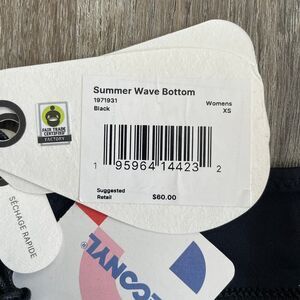 Summer Wave Bottom
1971931
Womens
Black
XS
1 95964 14423 2
Suggested
Retail
$60.00
FAIR TRADE
CERTIFIED
FACTORY
SÉCHAGE RAPIDE
ECONYL